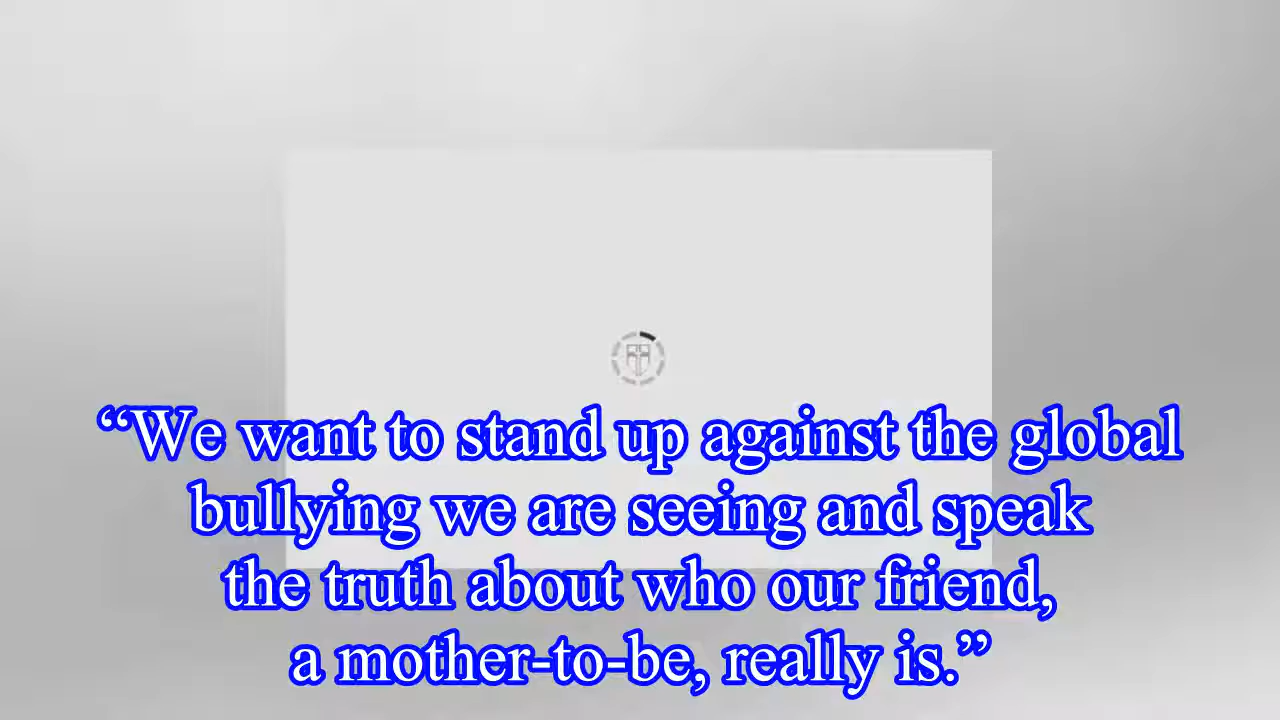 “We want to stand up against the global
bullying we are seeing and speak
the truth about who our friend,
a mother-to-be, really is.”